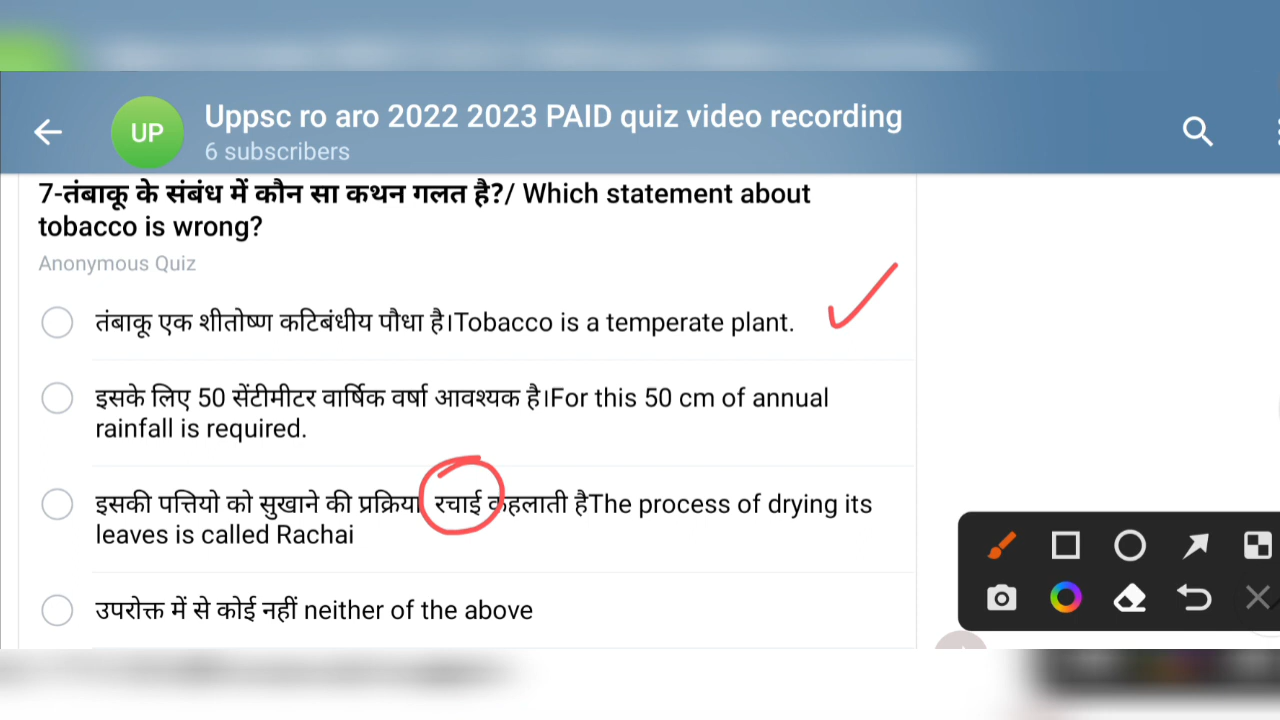 UP
Uppsc ro aro 2022 2023 PAID quiz video recording
6 subscribers
7-तंबाकू के संबंध में कौन सा कथन गलत है?/ Which statement about
tobacco is wrong?
Anonymous Quiz
तंबाकू एक शीतोष्ण कटिबंधीय पौधा है।Tobacco is a temperate plant.
इसके लिए 50 सेंटीमीटर वार्षिक वर्षा आवश्यक है।For this 50 cm of annual
rainfall is required.
इसकी पत्तियो को सुखाने की प्रक्रिया रचाई कहलाती हैThe process of drying its
leaves is called Rachai
उपरोक्त में से कोई नहीं neither of the above